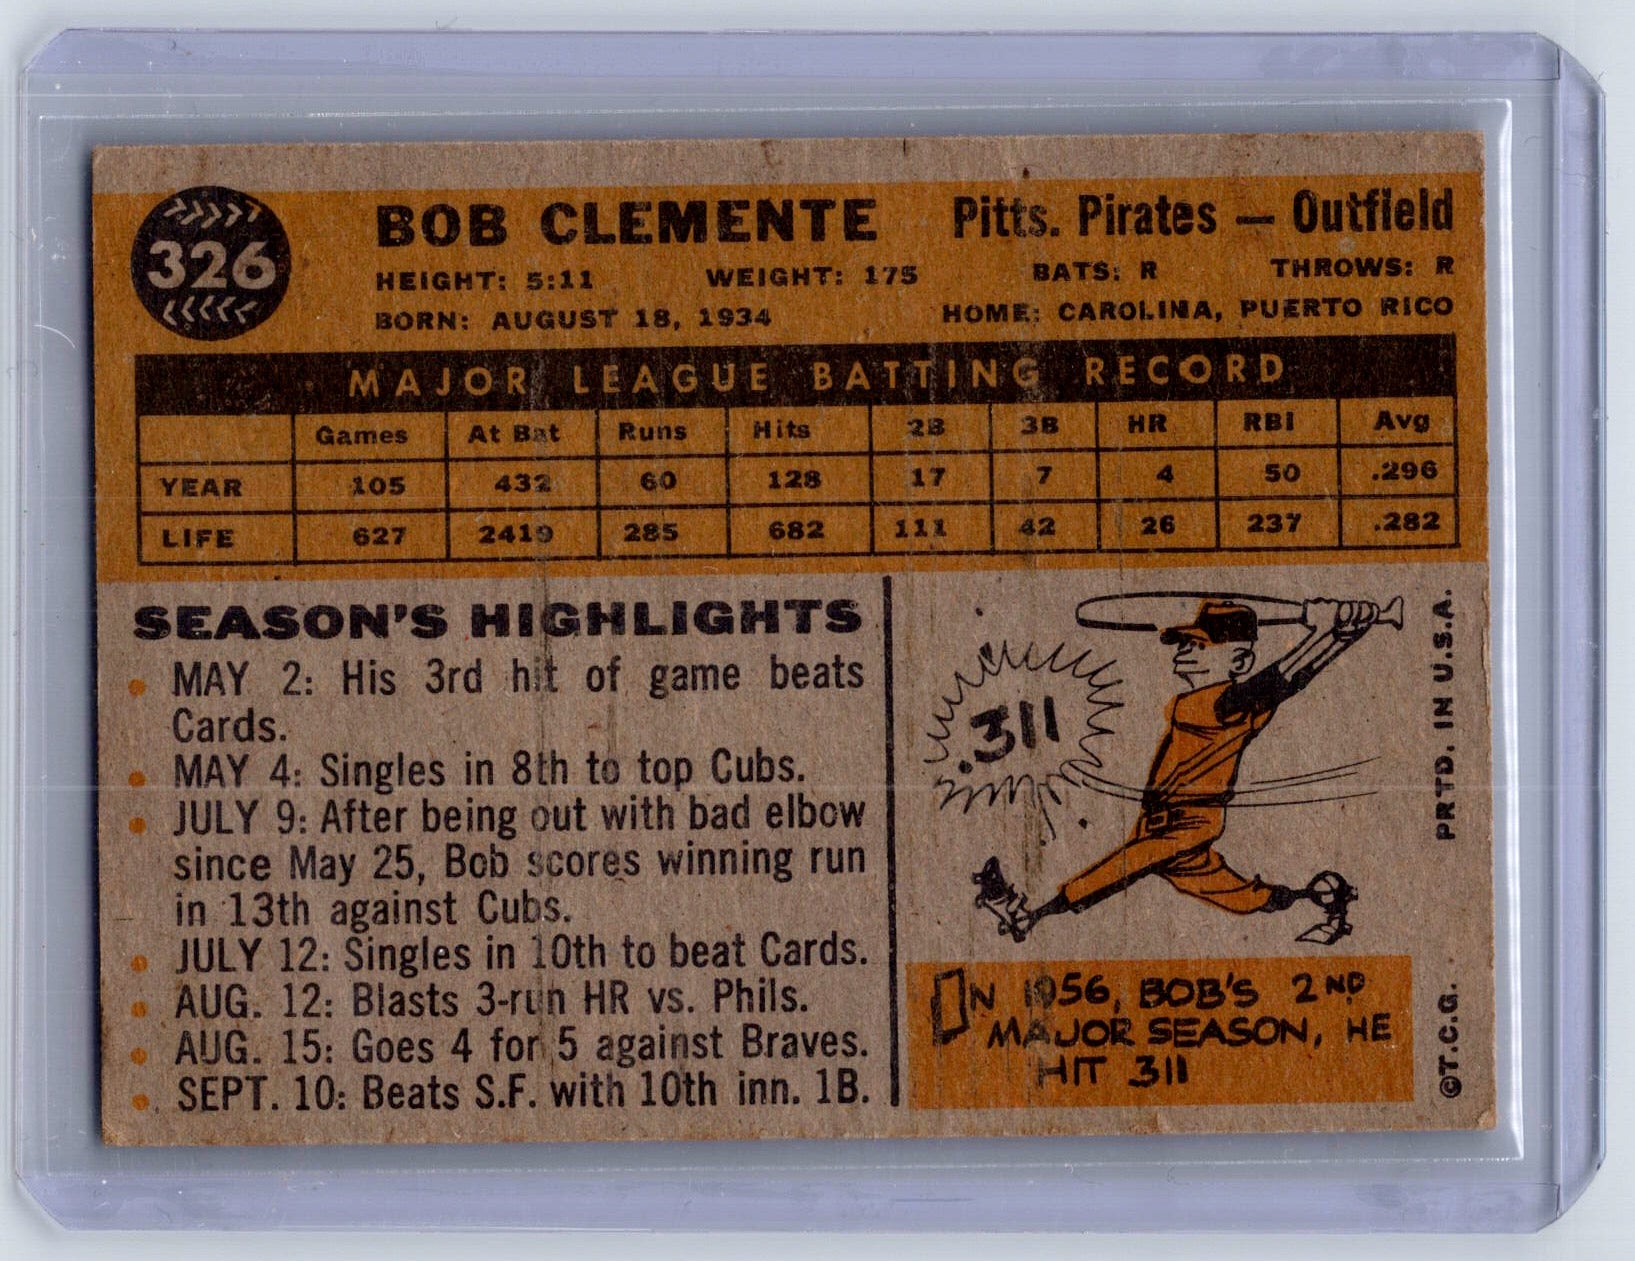 326
BOB CLEMENTE Pitts. Pirates — Outfield
HEIGHT: 5:11 WEIGHT: 175 BATS: R THROWS: R
BORN: AUGUST 18, 1934 HOME: CAROLINA, PUERTO RICO
MAJOR LEAGUE BATTING RECORD
Games At Bat Runs Hits 2B 3B HR RBI Avg
YEAR 105 432 60 128 17 7 4 50 .296
LIFE 627 2419 285 682 111 42 26 237 .282
SEASON'S HIGHLIGHTS
• MAY 2: His 3rd hit of game beats
Cards.
• MAY 4: Singles in 8th to top Cubs.
• JULY 9: After being out with bad elbow
since May 25, Bob scores winning run
in 13th against Cubs.
• JULY 12: Singles in 10th to beat Cards.
• AUG. 12: Blasts 3-run HR vs. Phils.
• AUG. 15: Goes 4 for 5 against Braves.
• SEPT. 10: Beats S.F. with 10th inn. 1B.
.311
IN 1956, BOB'S 2ND
MAJOR SEASON, HE
HIT 311
©T.C.G. PRTD. IN U.S.A.